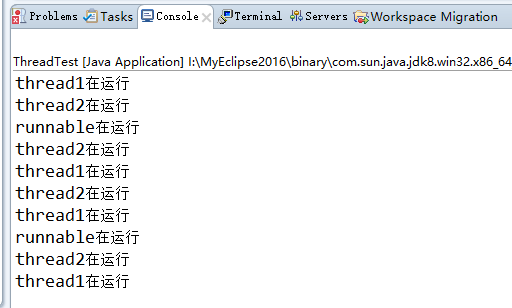 Problems Tasks Console Terminal Servers Workspace Migration
ThreadTest [Java Application] I:\MyEclipse2016\binary\com.sun.java.jdk8.win32.x86_64
thread1在运行
thread2在运行
runnable在运行
thread2在运行
thread1在运行
thread2在运行
thread1在运行
runnable在运行
thread2在运行
thread1在运行